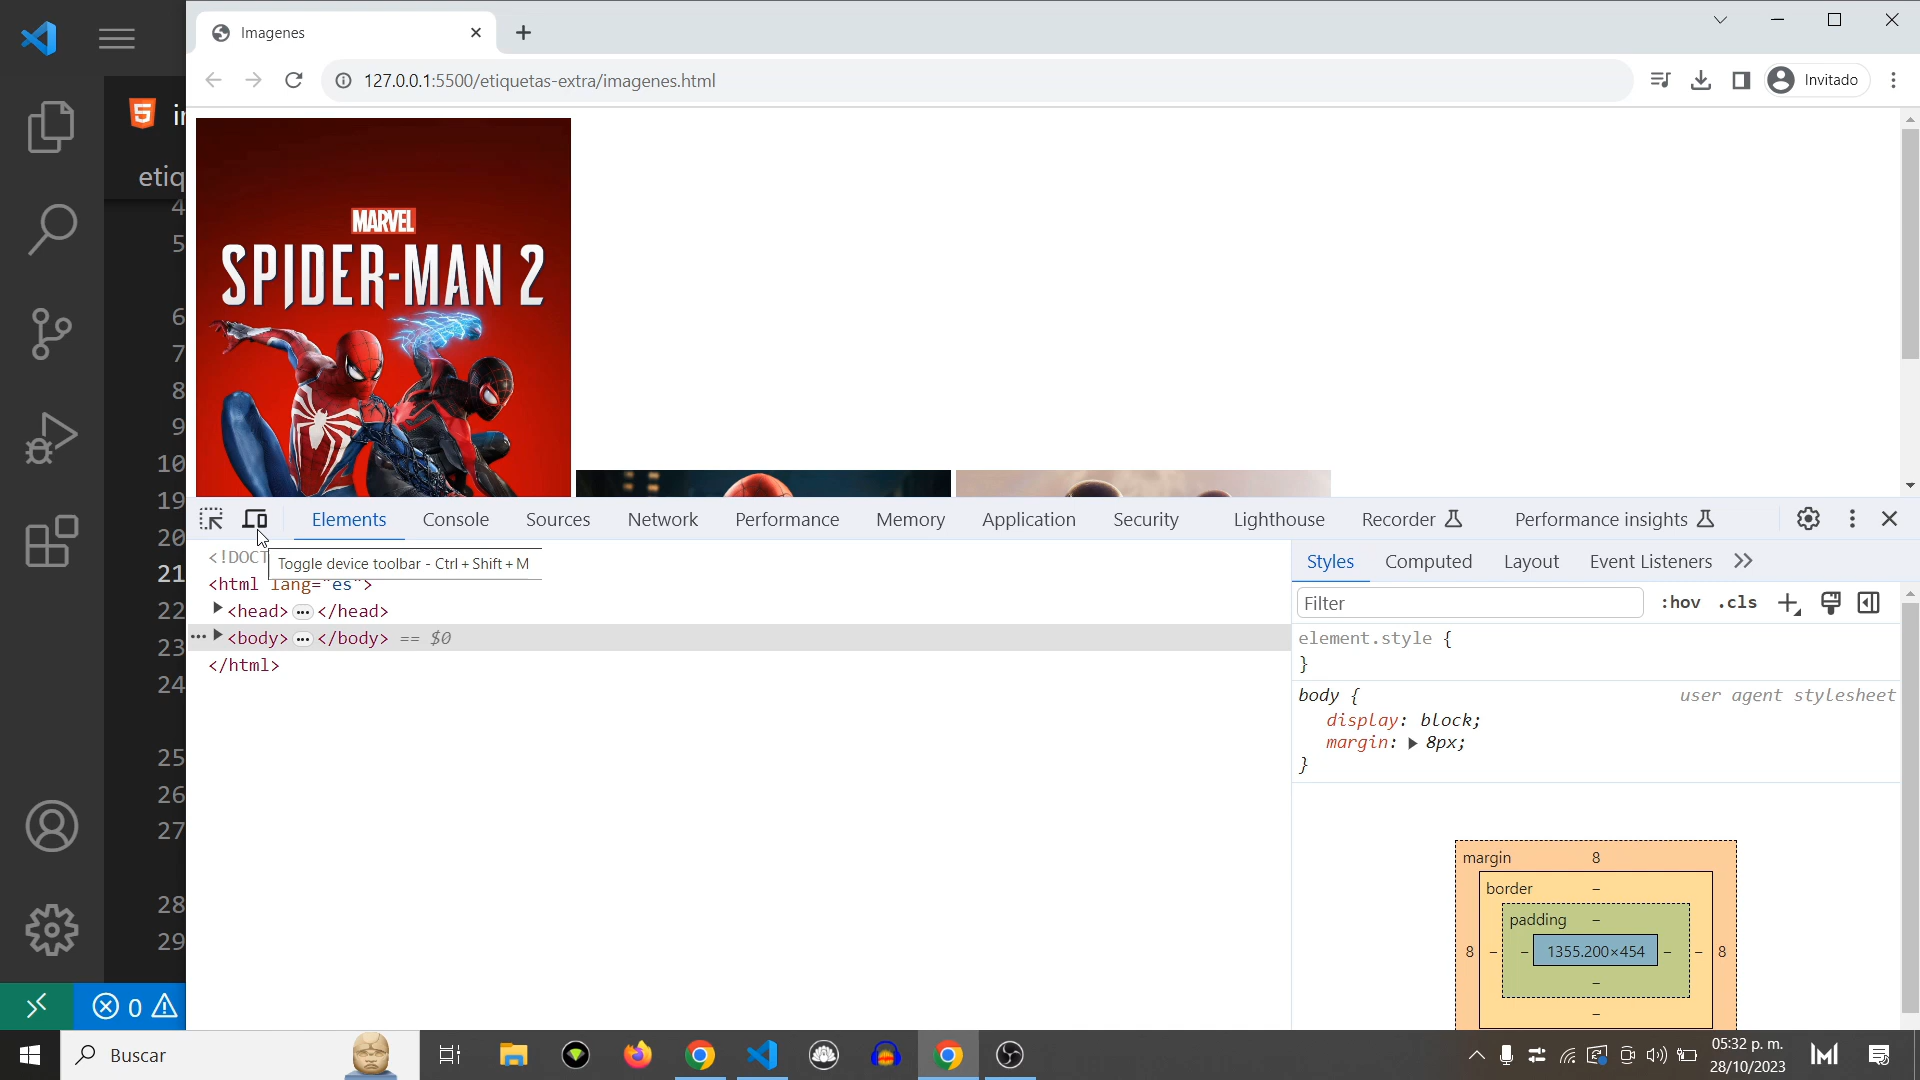 Imagenes
127.0.0.1:5500/etiquetas-extra/imagenes.html
Invitado
etiq
4
5
6
7
8
9
10
19
20
21
22
23
24
25
26
27
28
29
MARVEL
SPIDER-MAN 2
Elements Console Sources Network Performance Memory Application Security Lighthouse Recorder Performance insights
<!DOCT
Toggle device toolbar - Ctrl + Shift + M
<html lang="es">
<head> … </head>
… <body> … </body> == $0
</html>
Styles Computed Layout Event Listeners
Filter :hov .cls
element.style {
}
body { user agent stylesheet
display: block;
margin: 8px;
}
margin 8
border –
padding –
8 – – 1355.200×454 – – 8
–
–
0
Buscar
05:32 p. m.
28/10/2023